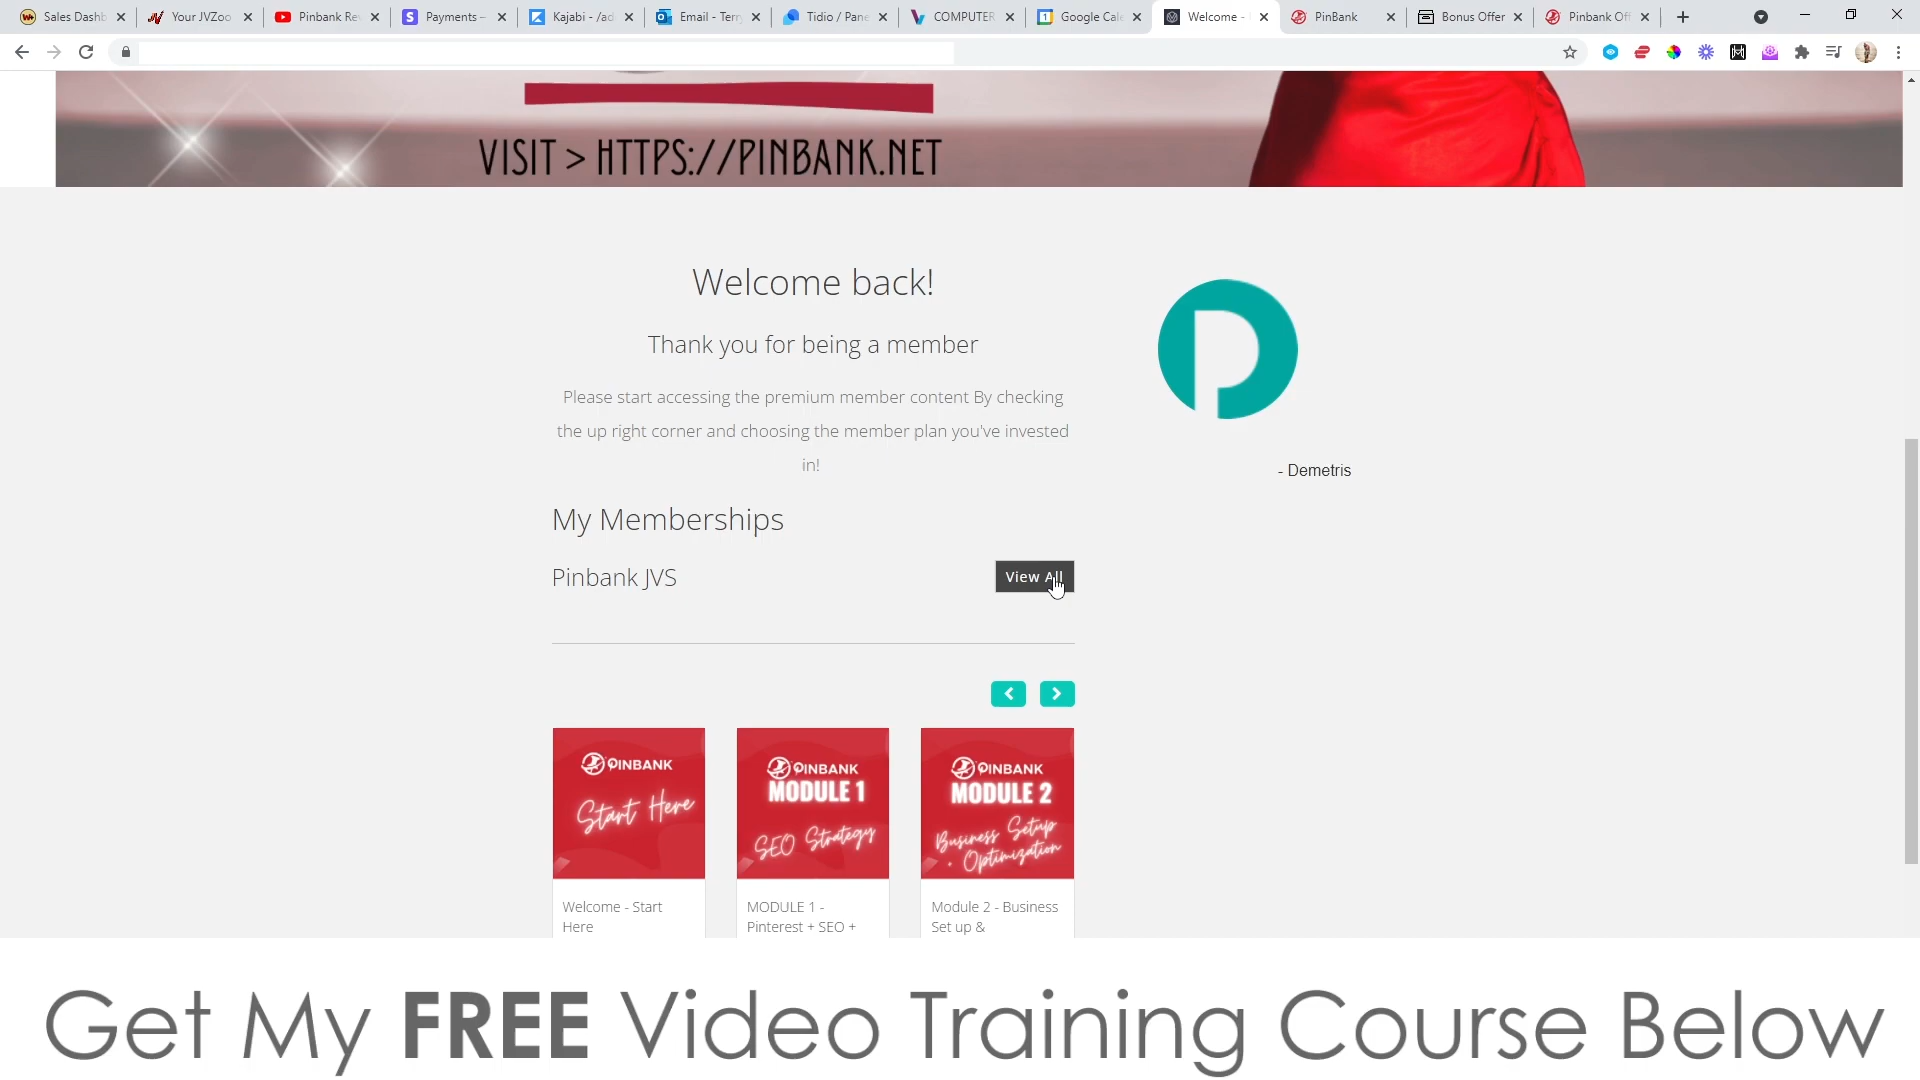 Sales Dashb
Your JVZoo
Pinbank Re
Payments –
Kajabi - /ad
Email - Terr
Tidio / Pane
COMPUTER
Google Cale
Welcome -
PinBank
Bonus Offer
Pinbank Off
VISIT > HTTPS://PINBANK.NET
Welcome back!
Thank you for being a member
Please start accessing the premium member content By checking
the up right corner and choosing the member plan you've invested
in!
- Demetris
My Memberships
Pinbank JVS
View All
PINBANK
Start Here
PINBANK
MODULE 1
SEO Strategy
PINBANK
MODULE 2
Business Setup
+ Optimization
Welcome - Start
Here
MODULE 1 -
Pinterest + SEO +
Module 2 - Business
Set up &
Get My FREE Video Training Course Below